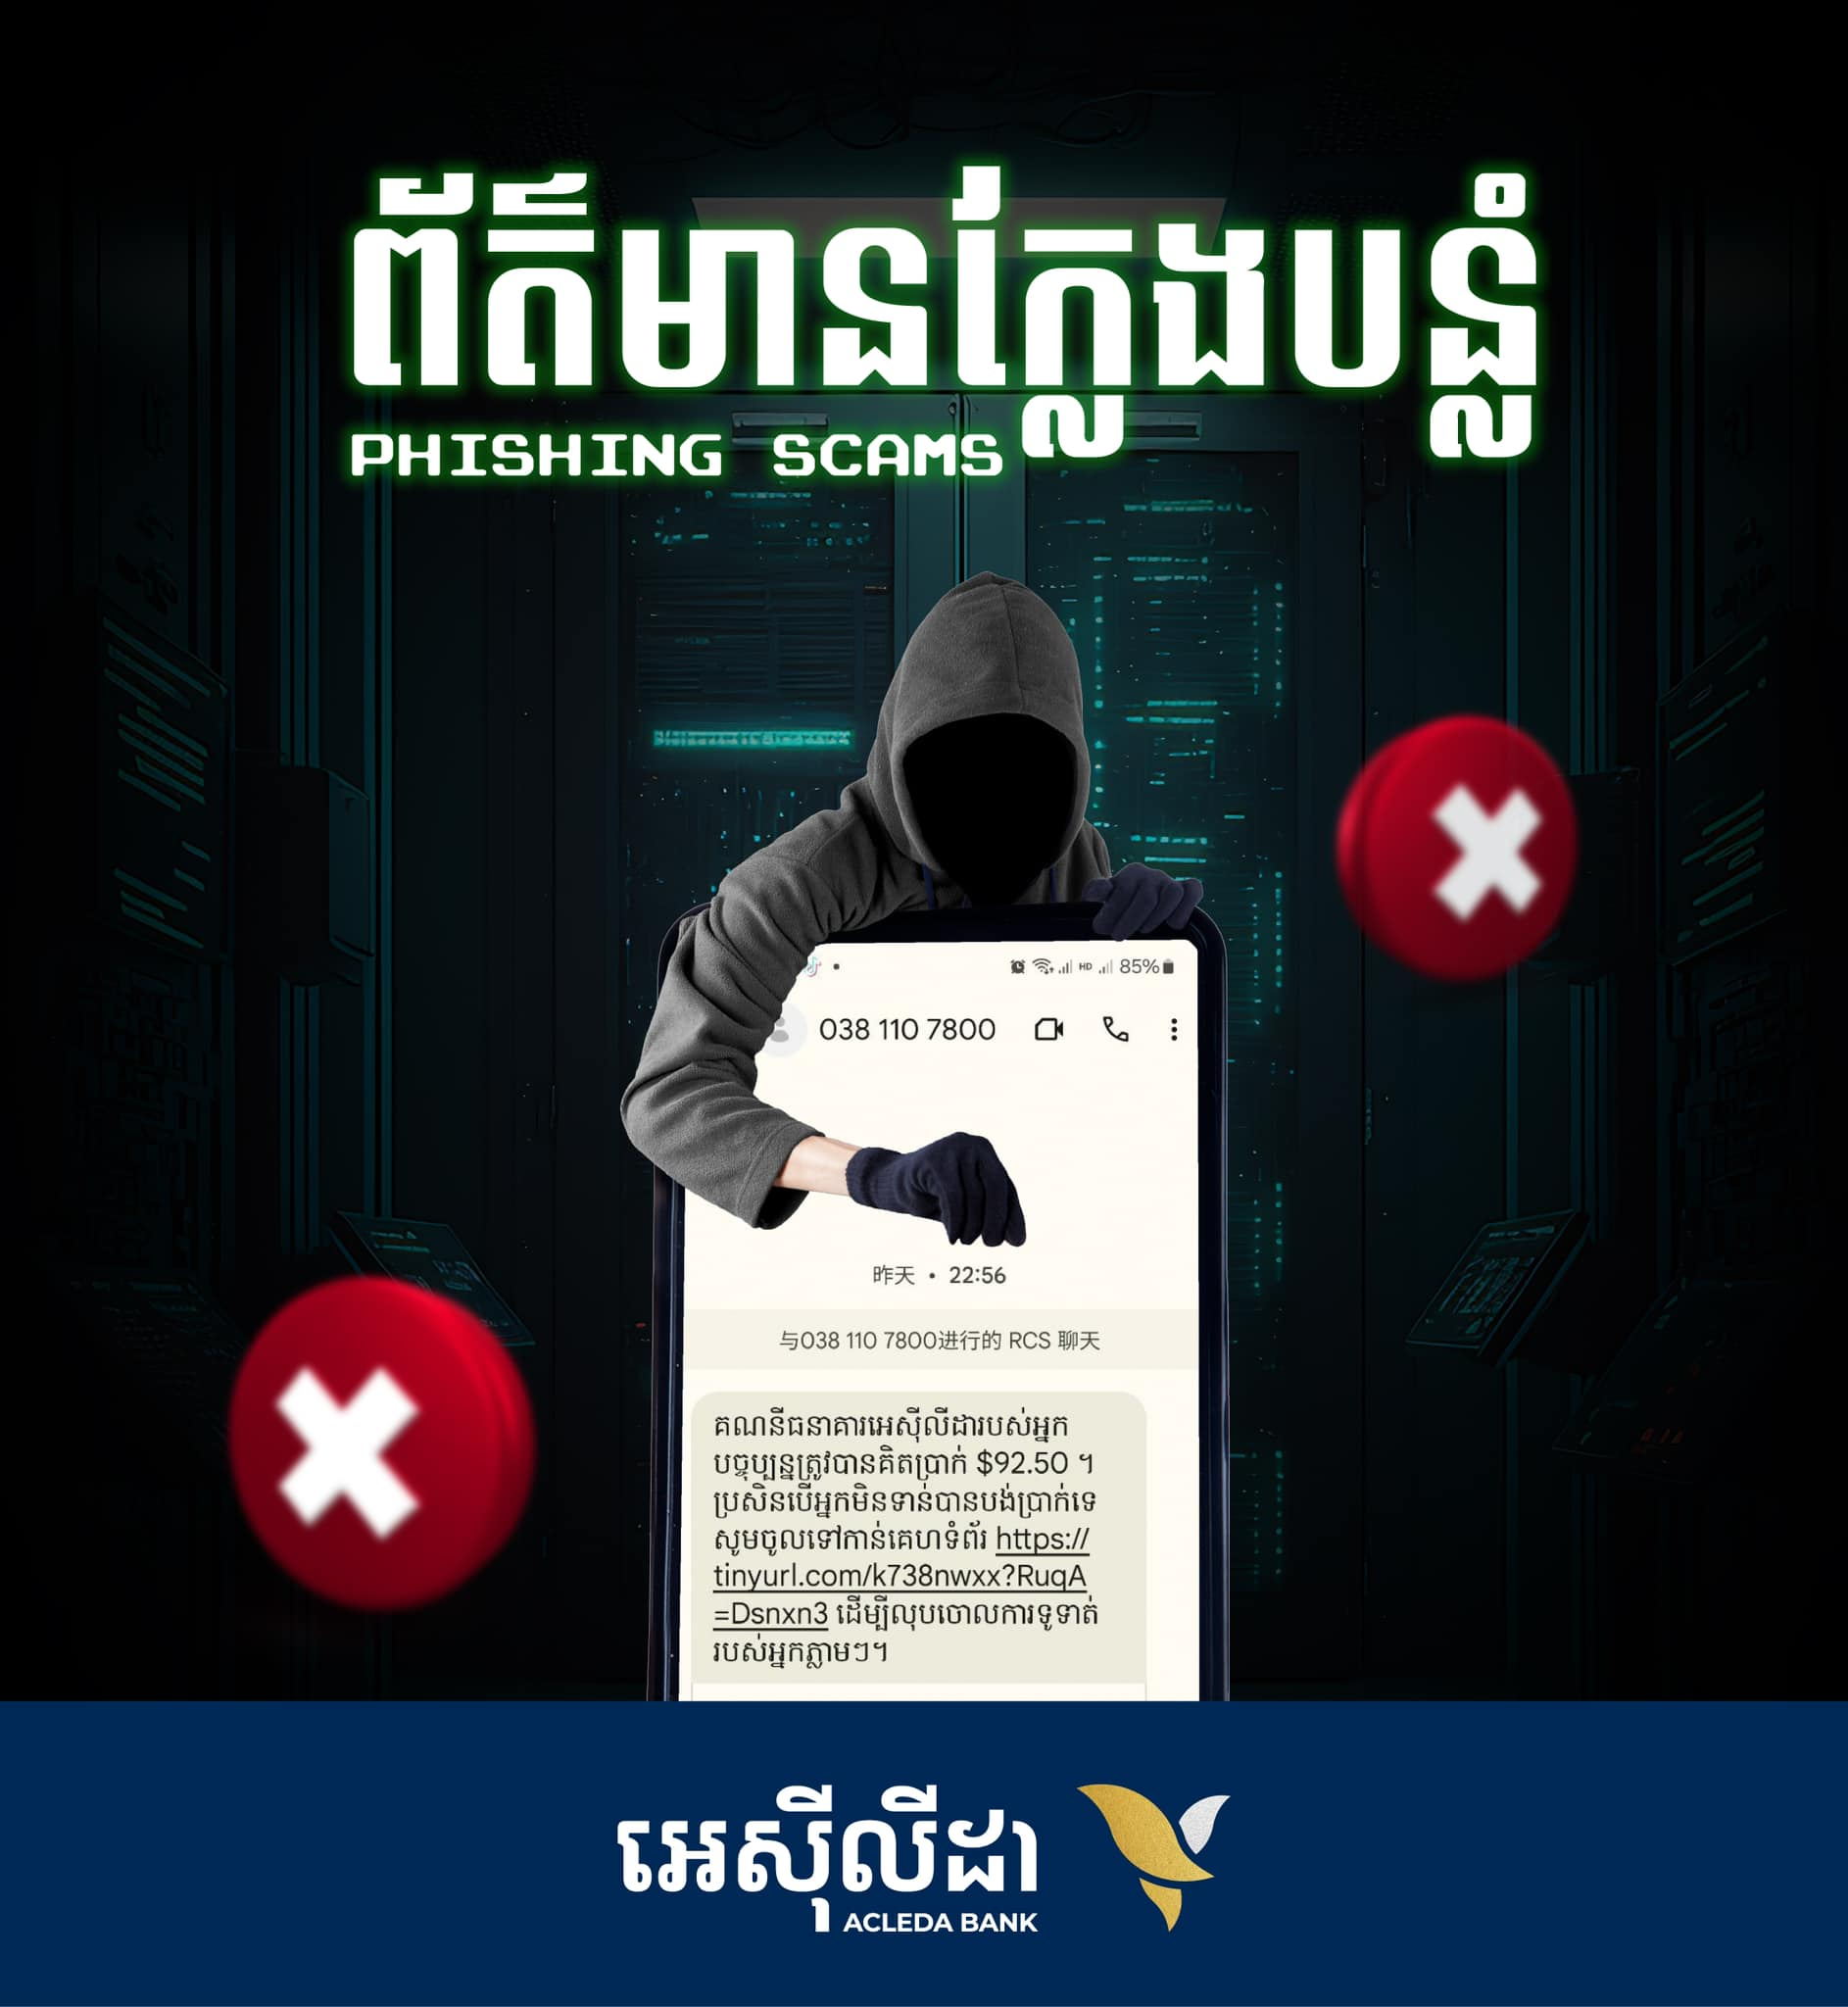 ព័ត៌មានក្លែងបន្លំ
PHISHING SCAMS
HD 85%
038 110 7800
昨天 • 22:56
与038 110 7800进行的 RCS 聊天
គណនីធនាគារអេស៊ីលីដារបស់អ្នក
បច្ចុប្បន្នត្រូវបានគិតប្រាក់ $92.50 ។
ប្រសិនបើអ្នកមិនទាន់បានបង់ប្រាក់ទេ
សូមចូលទៅកាន់គេហទំព័រ https://
tinyurl.com/k738nwxx?RuqA
=Dsnxn3 ដើម្បីលុបចោលការទូទាត់
របស់អ្នកភ្លាមៗ។
អេស៊ីលីដា
ACLEDA BANK